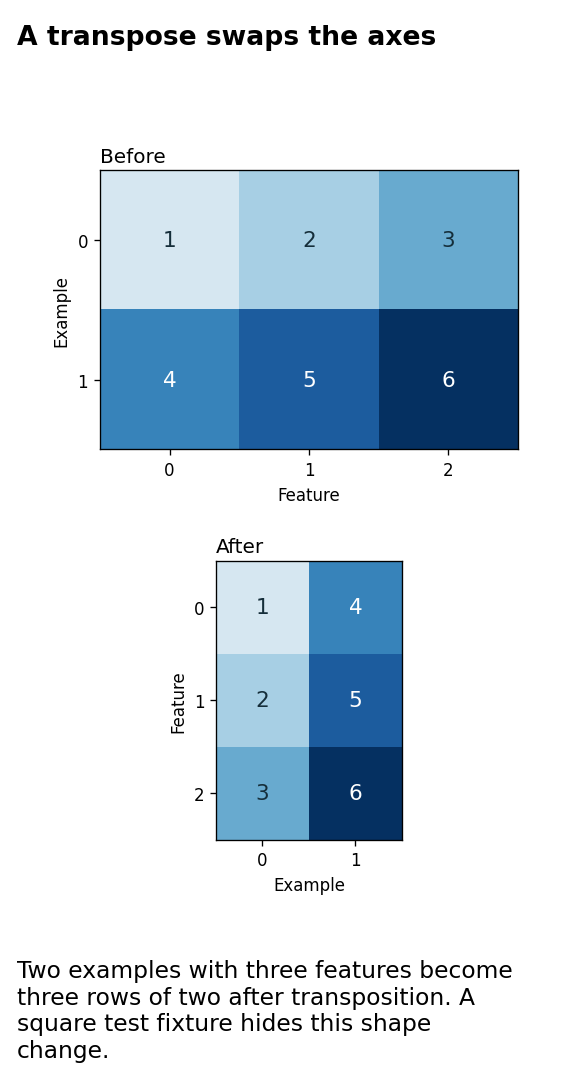 A transpose swaps the axes
Before
0 1 2 3
Example
1 4 5 6
0 1 2
Feature
After
0 1 4
Feature
1 2 5
2 3 6
0 1
Example
Two examples with three features become
three rows of two after transposition. A
square test fixture hides this shape
change.